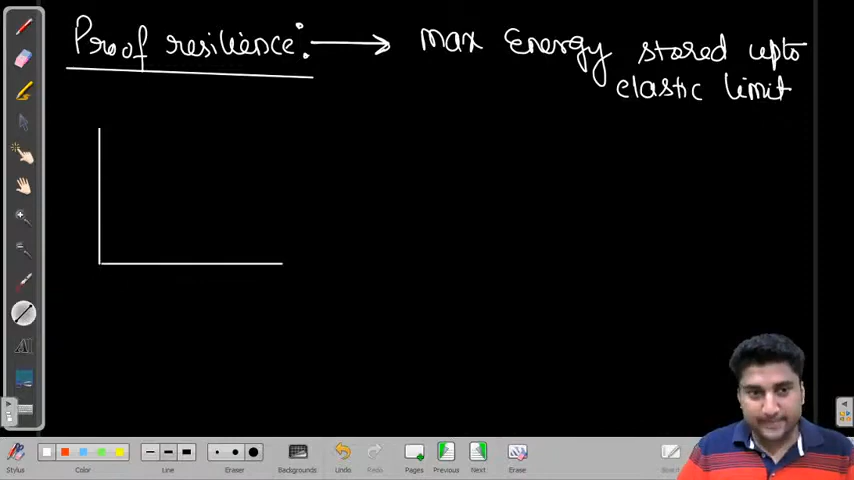 Proof resilience: → max Energy stored upto
elastic limit
Stylus Color Line Eraser Backgrounds Undo Redo Pages Previous Next Erase